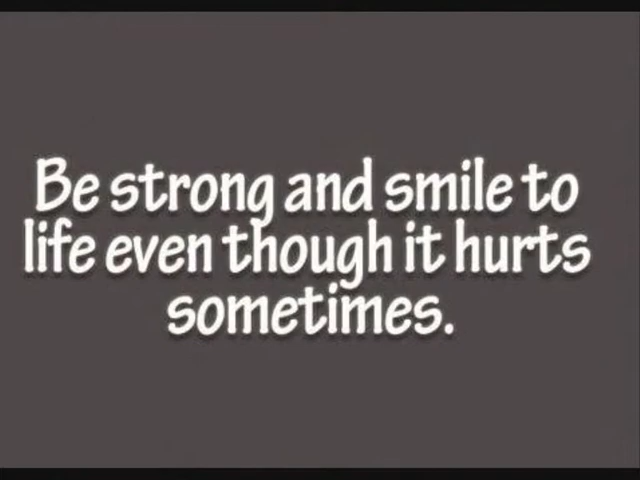 Be strong and smile to
life even though it hurts
sometimes.